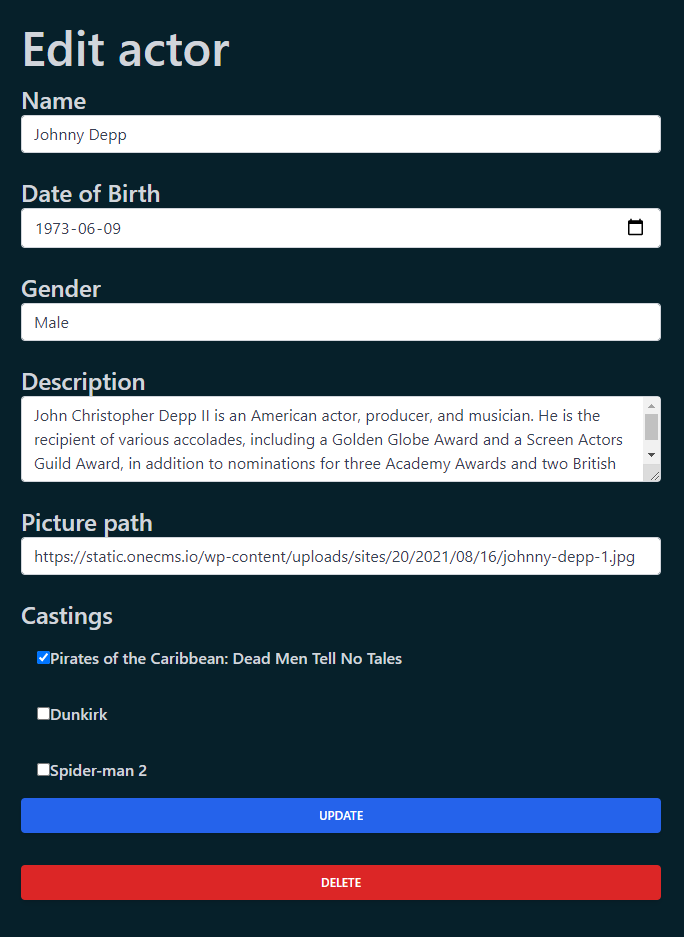 Edit actor
Name
Johnny Depp
Date of Birth
1973-06-09
Gender
Male
Description
John Christopher Depp II is an American actor, producer, and musician. He is the
recipient of various accolades, including a Golden Globe Award and a Screen Actors
Guild Award, in addition to nominations for three Academy Awards and two British
Picture path
https://static.onecms.io/wp-content/uploads/sites/20/2021/08/16/johnny-depp-1.jpg
Castings
Pirates of the Caribbean: Dead Men Tell No Tales
Dunkirk
Spider-man 2
UPDATE
DELETE